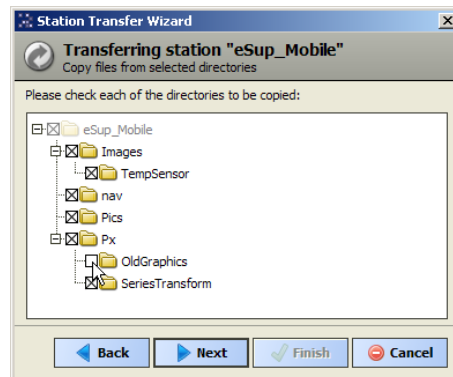 Station Transfer Wizard
Transferring station "eSup_Mobile"
Copy files from selected directories
Please check each of the directories to be copied:
eSup_Mobile
Images
TempSensor
nav
Pics
Px
OldGraphics
SeriesTransform
Back Next Finish Cancel